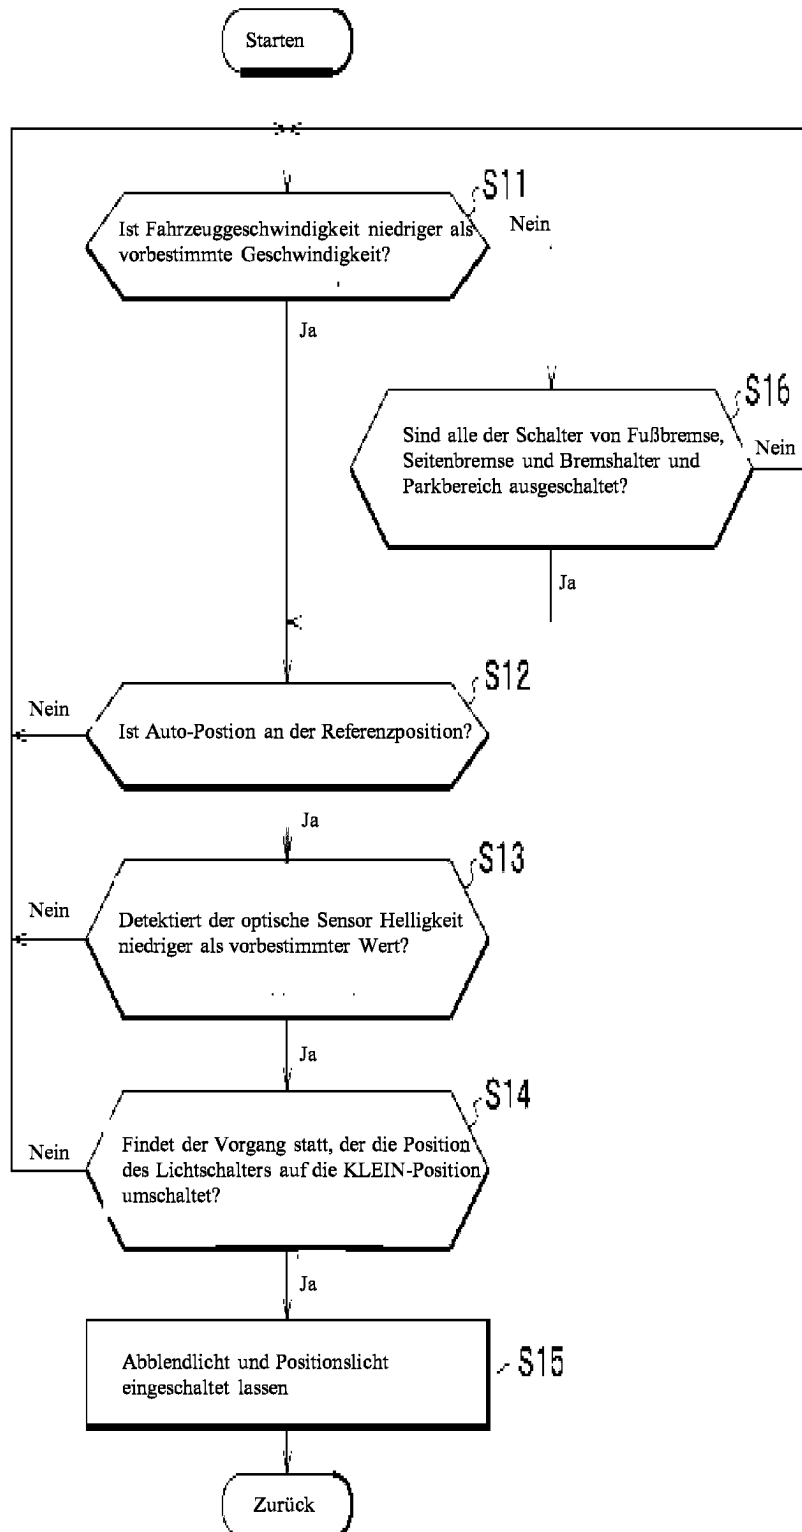 Starten
S11
Ist Fahrzeuggeschwindigkeit niedriger als
vorbestimmte Geschwindigkeit?
Nein
Ja
S16
Sind alle der Schalter von Fußbremse,
Seitenbremse und Bremshalter und
Parkbereich ausgeschaltet?
Nein
Ja
S12
Nein
Ist Auto-Postion an der Referenzposition?
Ja
S13
Nein
Detektiert der optische Sensor Helligkeit
niedriger als vorbestimmter Wert?
Ja
S14
Nein
Findet der Vorgang statt, der die Position
des Lichtschalters auf die KLEIN-Position
umschaltet?
Ja
Abblendlicht und Positionslicht
eingeschaltet lassen
S15
Zurück